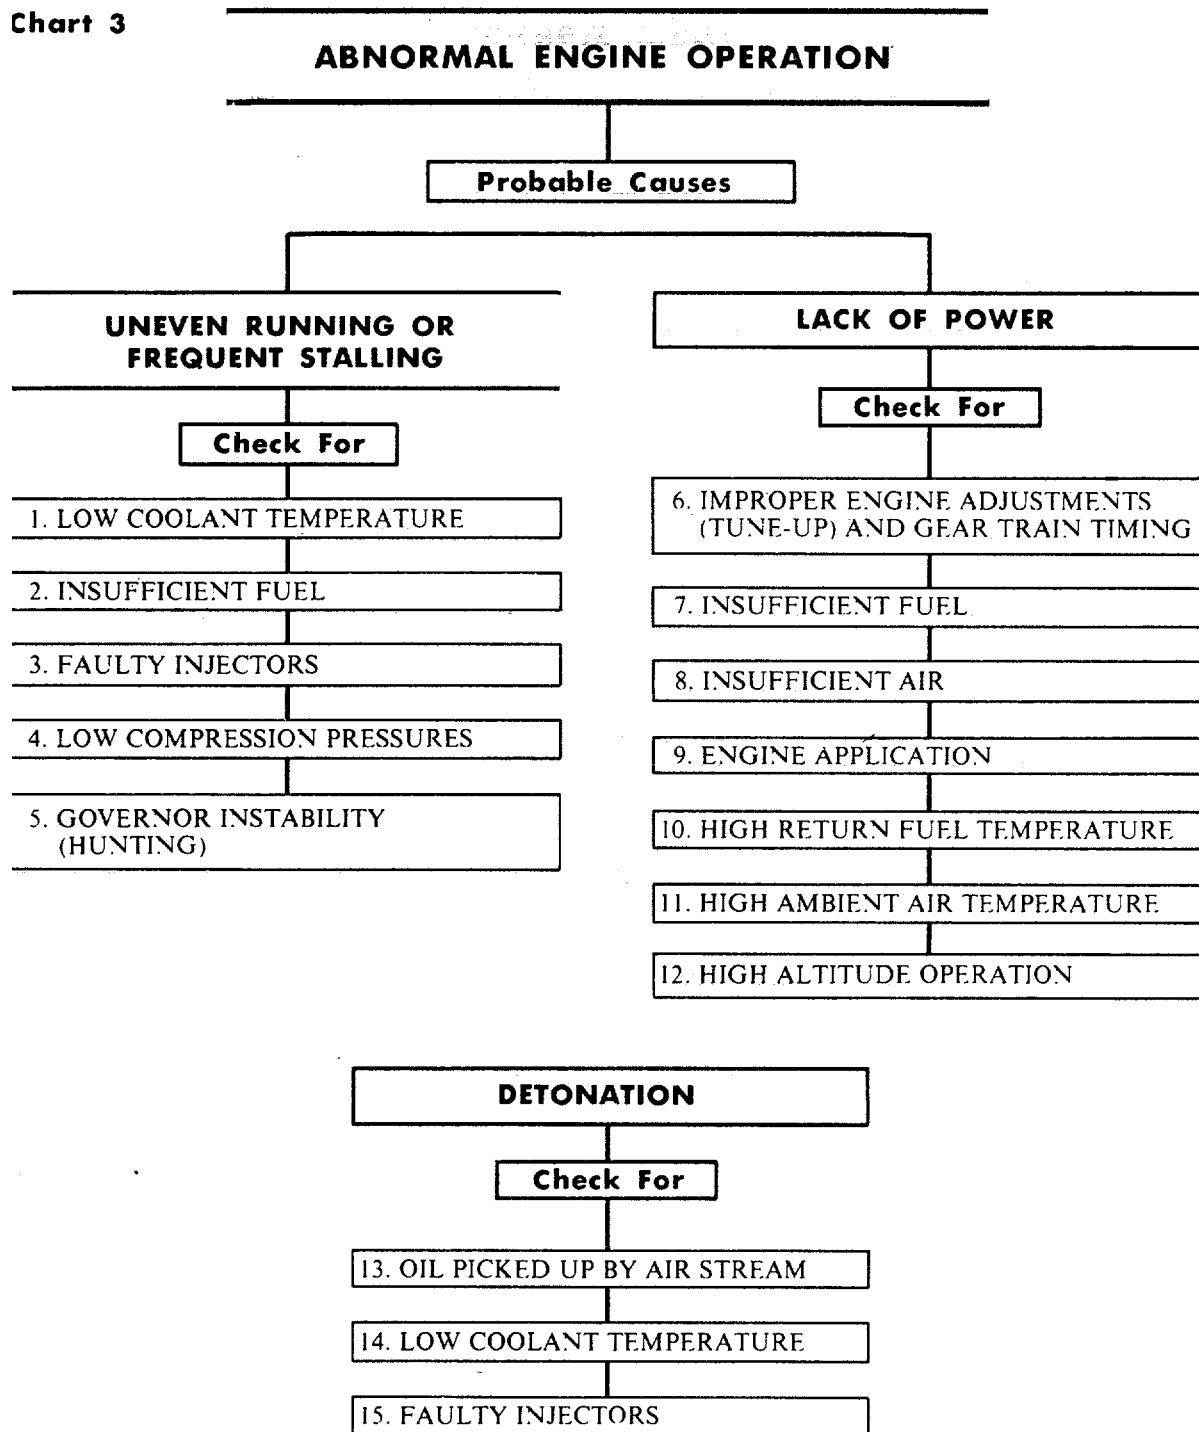 Chart 3
ABNORMAL ENGINE OPERATION
Probable Causes
UNEVEN RUNNING OR
FREQUENT STALLING
Check For
1. LOW COOLANT TEMPERATURE
2. INSUFFICIENT FUEL
3. FAULTY INJECTORS
4. LOW COMPRESSION PRESSURES
5. GOVERNOR INSTABILITY
(HUNTING)
LACK OF POWER
Check For
6. IMPROPER ENGINE ADJUSTMENTS
(TUNE-UP) AND GEAR TRAIN TIMING
7. INSUFFICIENT FUEL
8. INSUFFICIENT AIR
9. ENGINE APPLICATION
10. HIGH RETURN FUEL TEMPERATURE
11. HIGH AMBIENT AIR TEMPERATURE
12. HIGH ALTITUDE OPERATION
DETONATION
Check For
13. OIL PICKED UP BY AIR STREAM
14. LOW COOLANT TEMPERATURE
15. FAULTY INJECTORS